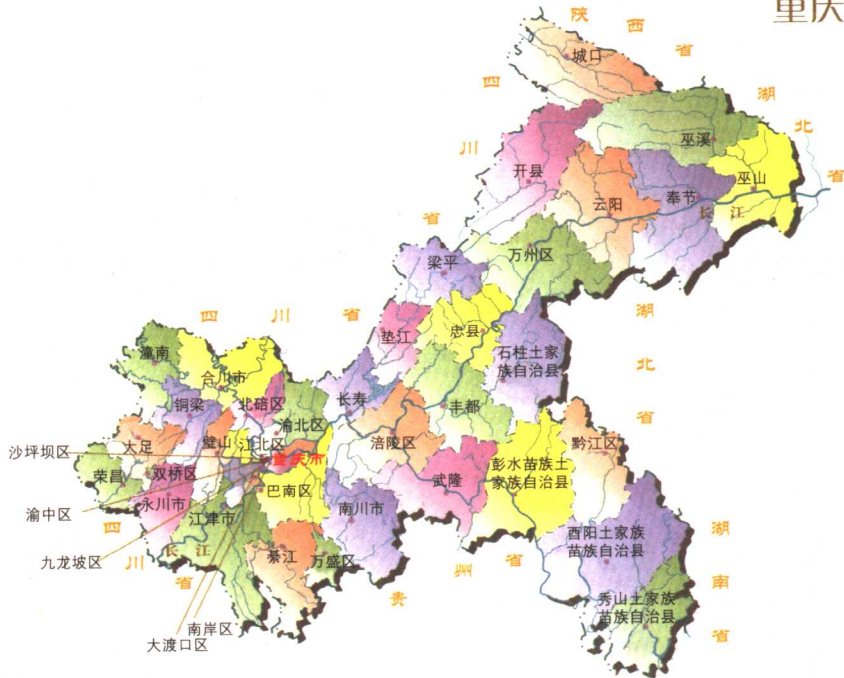 重庆
陕西省
城口
四川省
湖北省
巫溪
开县
巫山
奉节
云阳
长江
万州区
梁平
四川省
垫江
忠县
湖北省
石柱土家
族自治县
潼南
合川市
铜梁
北碚区
长寿
丰都
渝北区
大足
璧山
江北区
涪陵区
黔江区
沙坪坝区
重庆市
荣昌
双桥区
武隆
彭水苗族土
家族自治县
巴南区
永川市
南川市
渝中区
江津市
四川省
酉阳土家族
苗族自治县
湖南省
长江
九龙坡区
綦江
万盛区
贵州省
秀山土家族
苗族自治县
南岸区
大渡口区